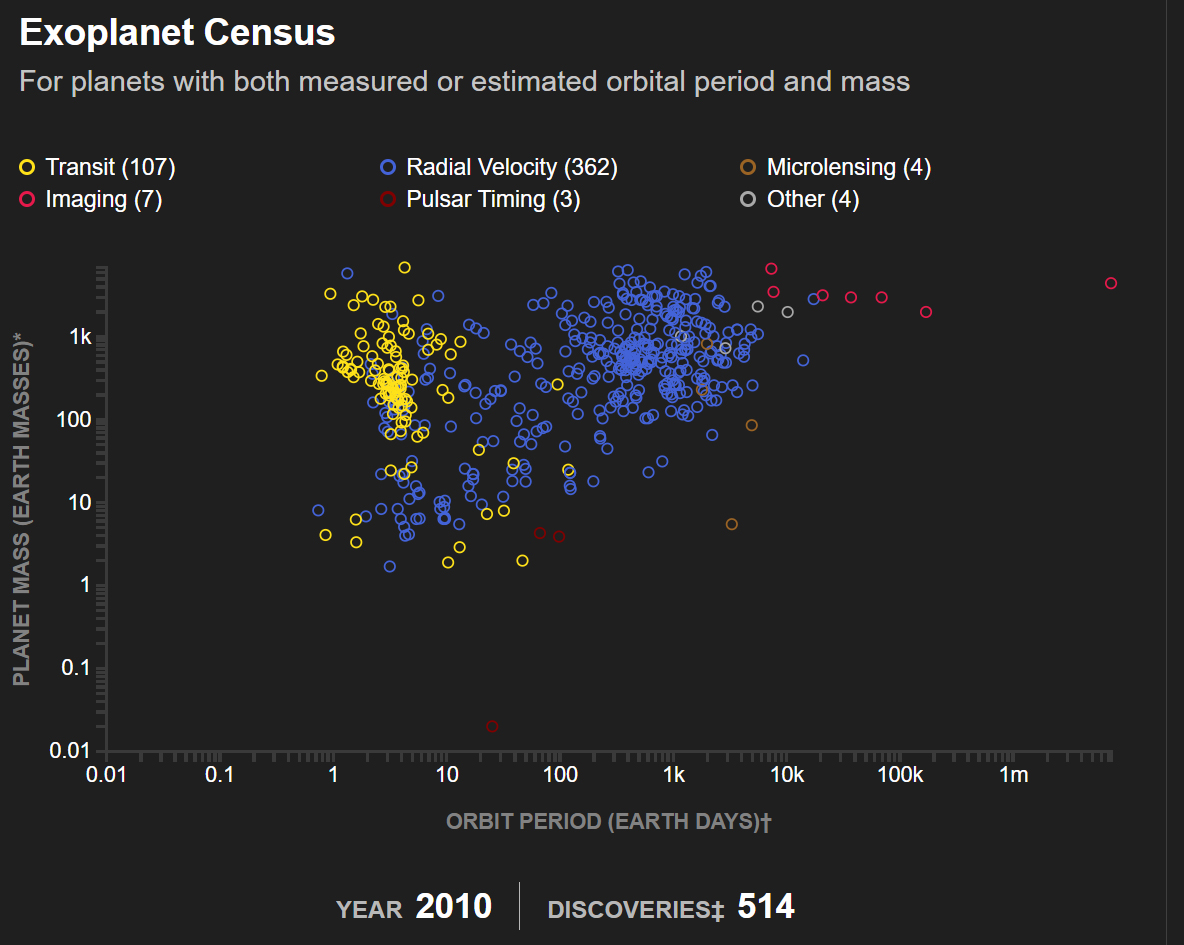 Exoplanet Census
For planets with both measured or estimated orbital period and mass
Transit (107)
Radial Velocity (362)
Microlensing (4)
Imaging (7)
Pulsar Timing (3)
Other (4)
PLANET MASS (EARTH MASSES)*
1k
100
10
1
0.1
0.01
0.01
0.1
1
10
100
1k
10k
100k
1m
ORBIT PERIOD (EARTH DAYS)†
YEAR 2010
DISCOVERIES‡ 514